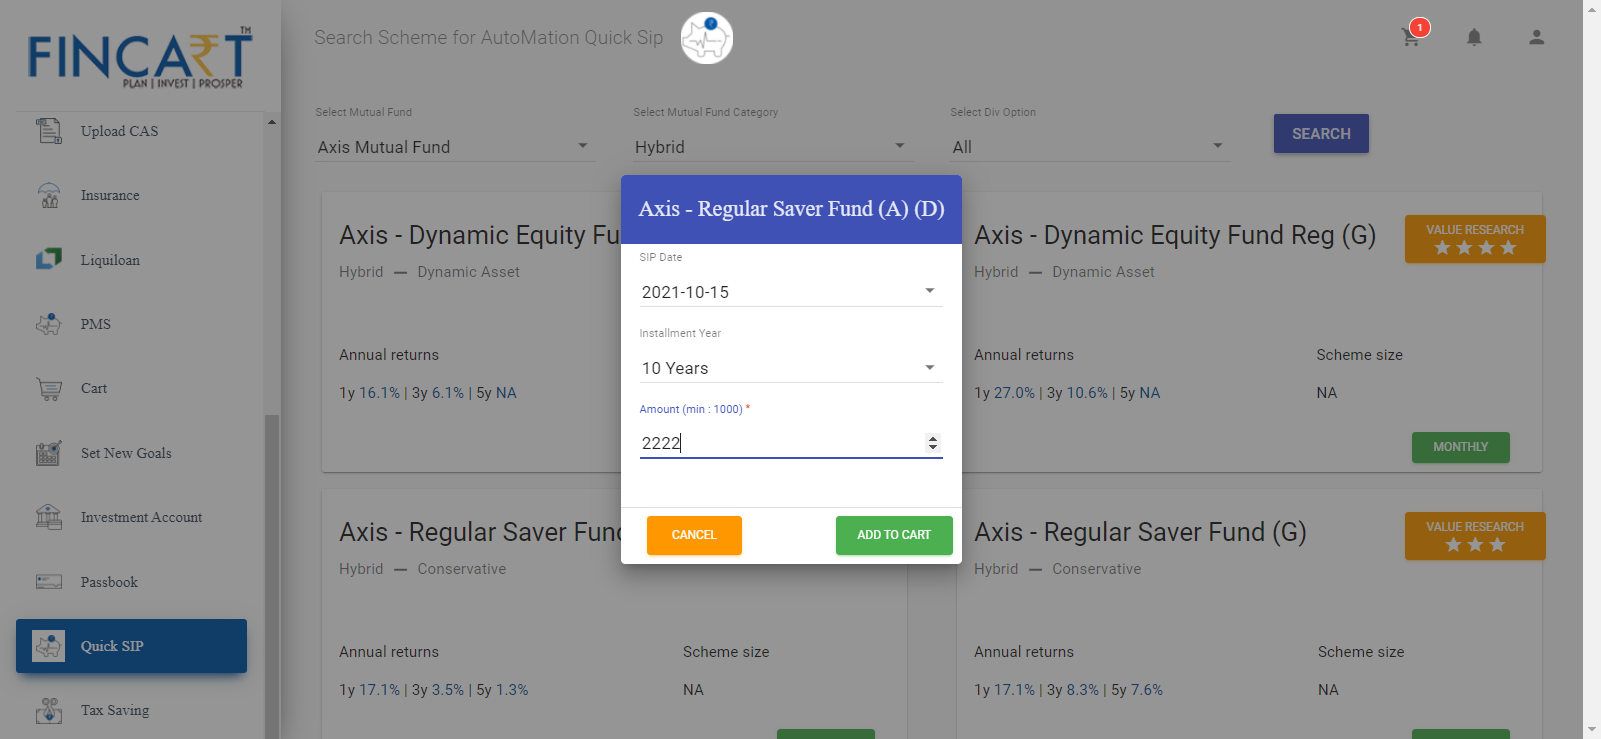 FINCART TM
PLAN | INVEST | PROSPER
Upload CAS
Insurance
Liquiloan
PMS
Cart
Set New Goals
Investment Account
Passbook
Quick SIP
Tax Saving
Search Scheme for AutoMation Quick Sip
1
Select Mutual Fund
Axis Mutual Fund
Select Mutual Fund Category
Hybrid
Select Div Option
All
SEARCH
Axis - Dynamic Equity Fu
Hybrid — Dynamic Asset
Annual returns
1y 16.1% | 3y 6.1% | 5y NA
Axis - Dynamic Equity Fund Reg (G)
VALUE RESEARCH
Hybrid — Dynamic Asset
Annual returns
Scheme size
1y 27.0% | 3y 10.6% | 5y NA
NA
MONTHLY
Axis - Regular Saver Fund (A) (D)
SIP Date
2021-10-15
Installment Year
10 Years
Amount (min : 1000) *
2222
CANCEL
ADD TO CART
Axis - Regular Saver Fun
Hybrid — Conservative
Annual returns
Scheme size
1y 17.1% | 3y 3.5% | 5y 1.3%
NA
Axis - Regular Saver Fund (G)
VALUE RESEARCH
Hybrid — Conservative
Annual returns
Scheme size
1y 17.1% | 3y 8.3% | 5y 7.6%
NA